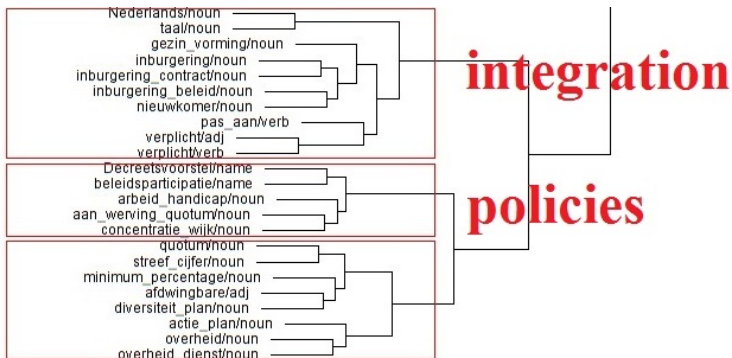 Nederlands/noun
taal/noun
gezin_vorming/noun
inburgering/noun
inburgering_contract/noun
inburgering_beleid/noun
nieuwkomer/noun
pas_aan/verb
verplicht/adj
verplicht/verb
integration
Decreetsvoorstel/name
beleidsparticipatie/name
arbeid_handicap/noun
aan_werving_quotum/noun
concentratie_wijk/noun
policies
quotum/noun
streef_cijfer/noun
minimum_percentage/noun
afdwingbare/adj
diversiteit_plan/noun
actie_plan/noun
overheid/noun
overheid_dienst/noun